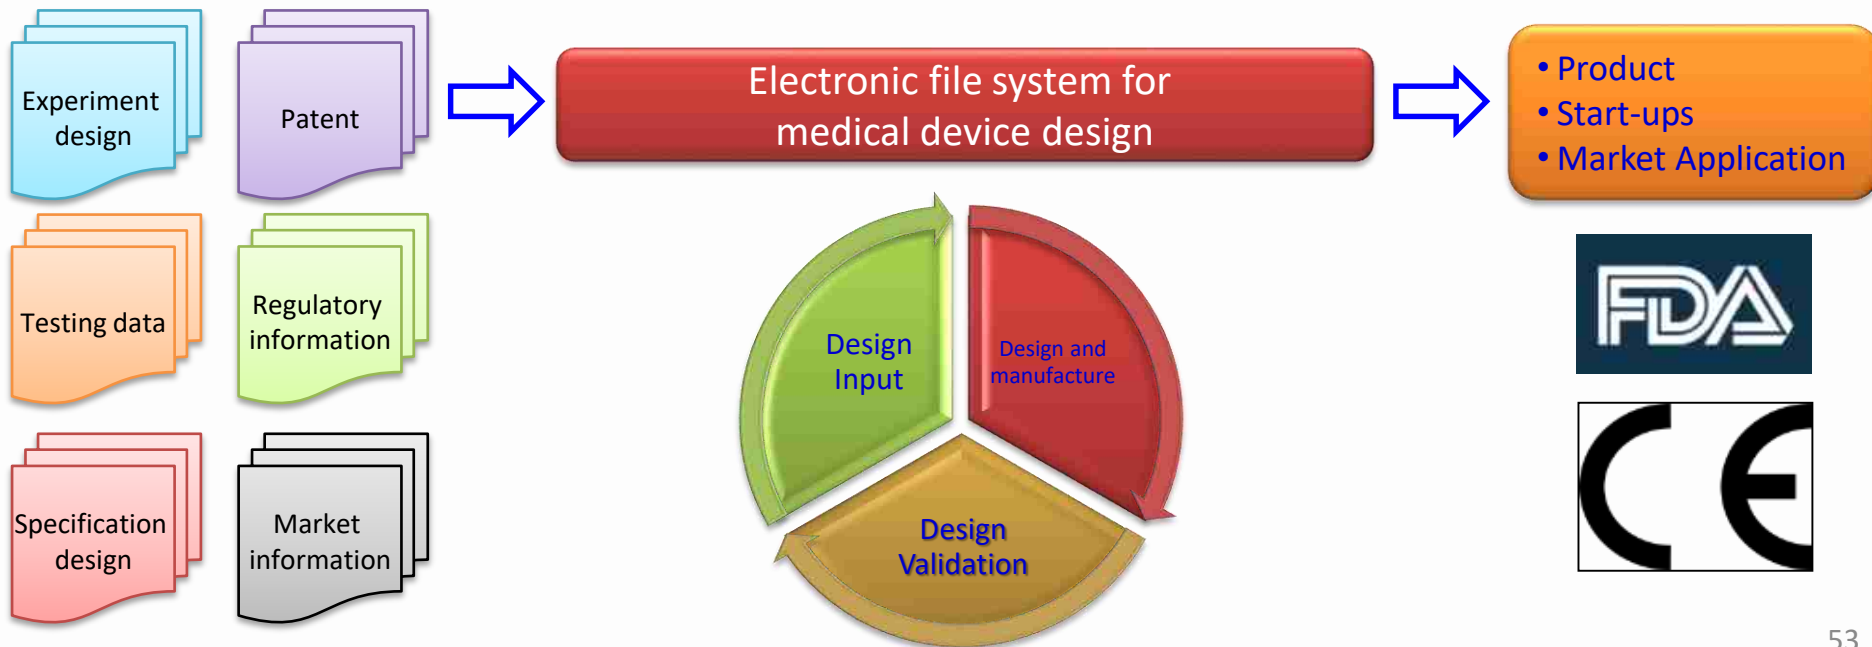 Experiment
design
Patent
Testing data
Regulatory
information
Specification
design
Market
information
Electronic file system for
medical device design
Design
Input
Design and
manufacture
Design
Validation
• Product
• Start-ups
• Market Application
FDA
CE
53